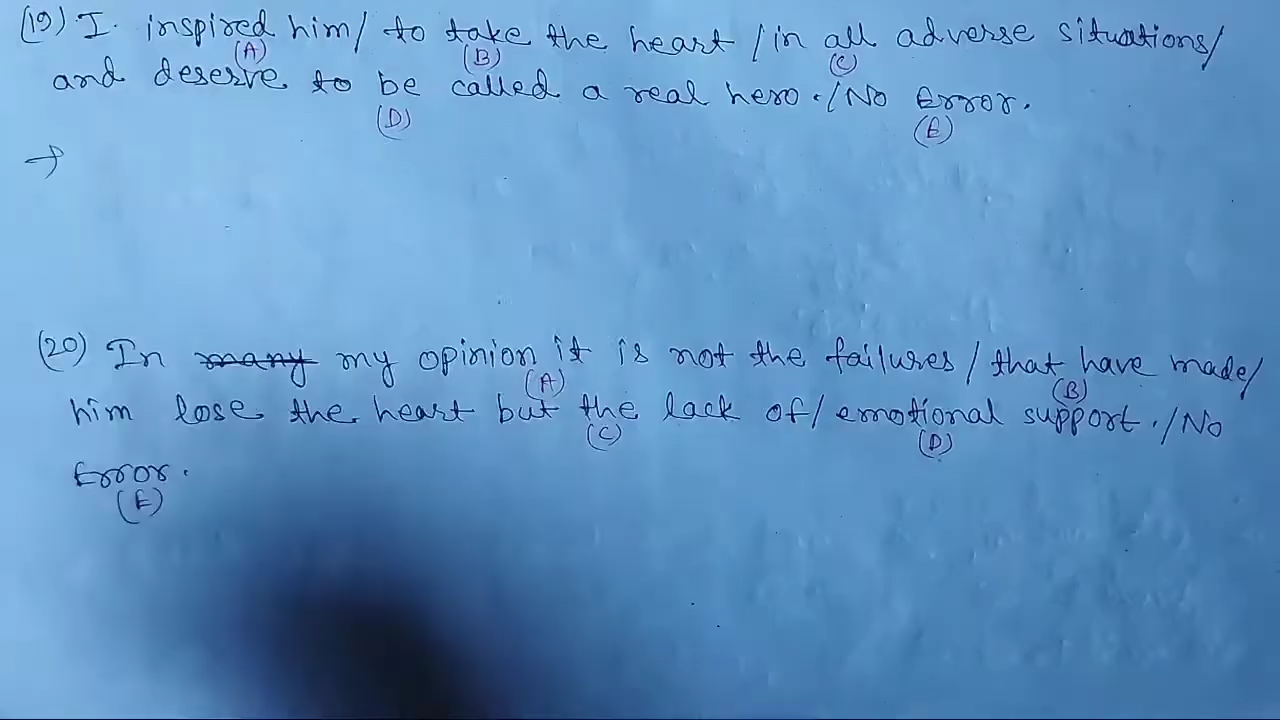 (19) I. inspired him/ to take the heart / in all adverse situations/
(A) (B) (C)
and deserve to be called a real hero. / No Error.
(D) (E)
→
(20) In many my opinion it is not the failures / that have made/
(A) (B)
him lose the heart but the lack of/ emotional support. / No
(C) (D)
Error.
(E)